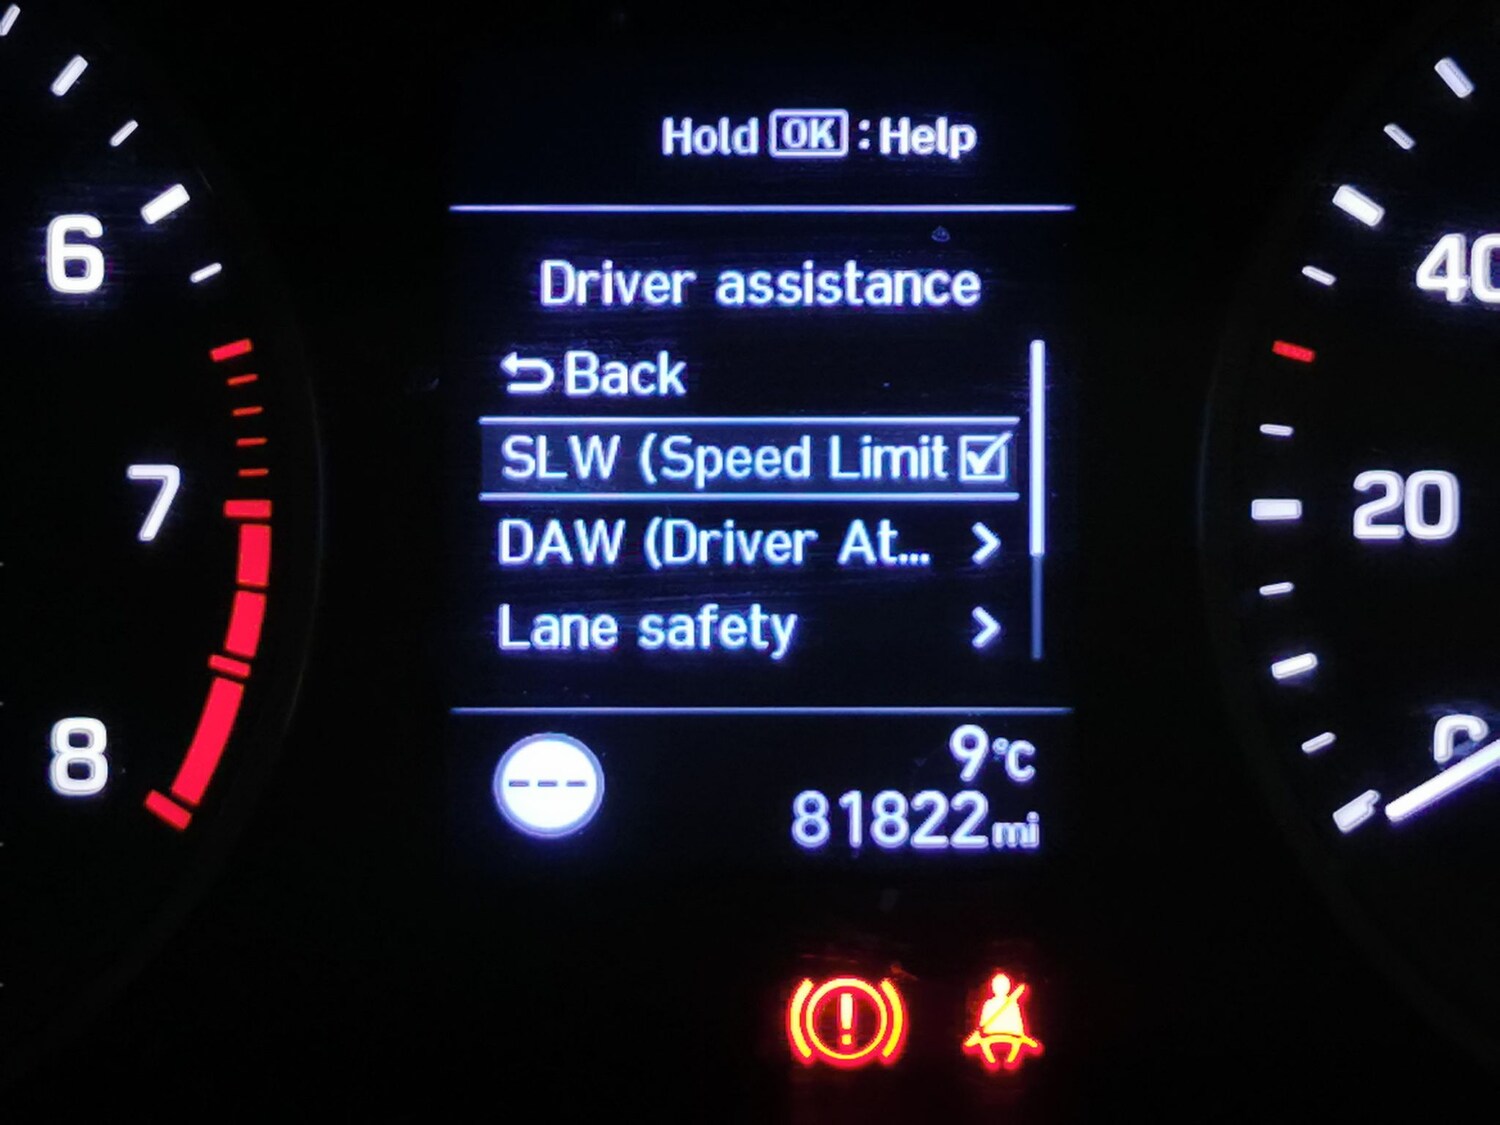 Hold OK : Help
Driver assistance
Back
SLW (Speed Limit
DAW (Driver At...
Lane safety
9°C
81822mi
6
7
8
40
20